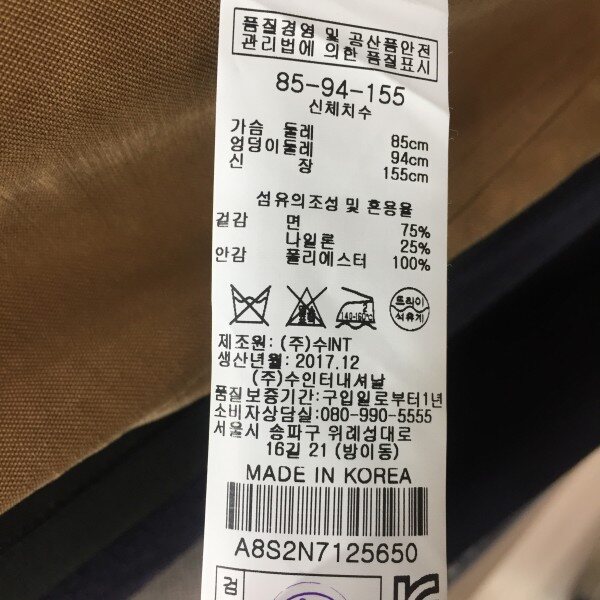 품질경영 및 공산품안전
관리법에 의한 품질표시
85-94-155
신체치수
가슴 둘레 85cm
엉덩이둘레 94cm
신 장 155cm
섬유의조성 및 혼용율
겉감 면 75%
나일론 25%
안감 폴리에스터 100%
140-160℃
드라이
석유계
제조원: (주)수INT
생산년월: 2017.12
(주)수인터내셔날
품질보증기간: 구입일로부터1년
소비자상담실: 080-990-5555
서울시 송파구 위례성대로
16길 21 (방이동)
MADE IN KOREA
A8S2N7125650
검